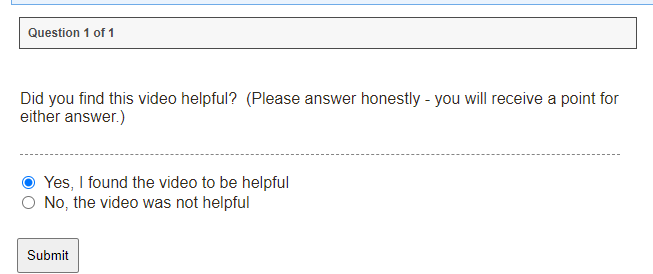 Question 1 of 1
Did you find this video helpful?  (Please answer honestly - you will receive a point for
either answer.)
Yes, I found the video to be helpful
No, the video was not helpful
Submit